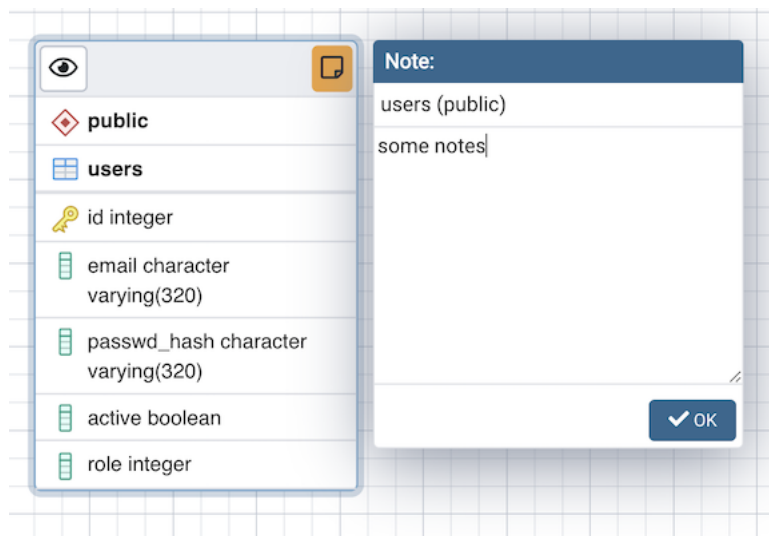 public
users
id integer
email character
varying(320)
passwd_hash character
varying(320)
active boolean
role integer
Note:
users (public)
some notes
OK